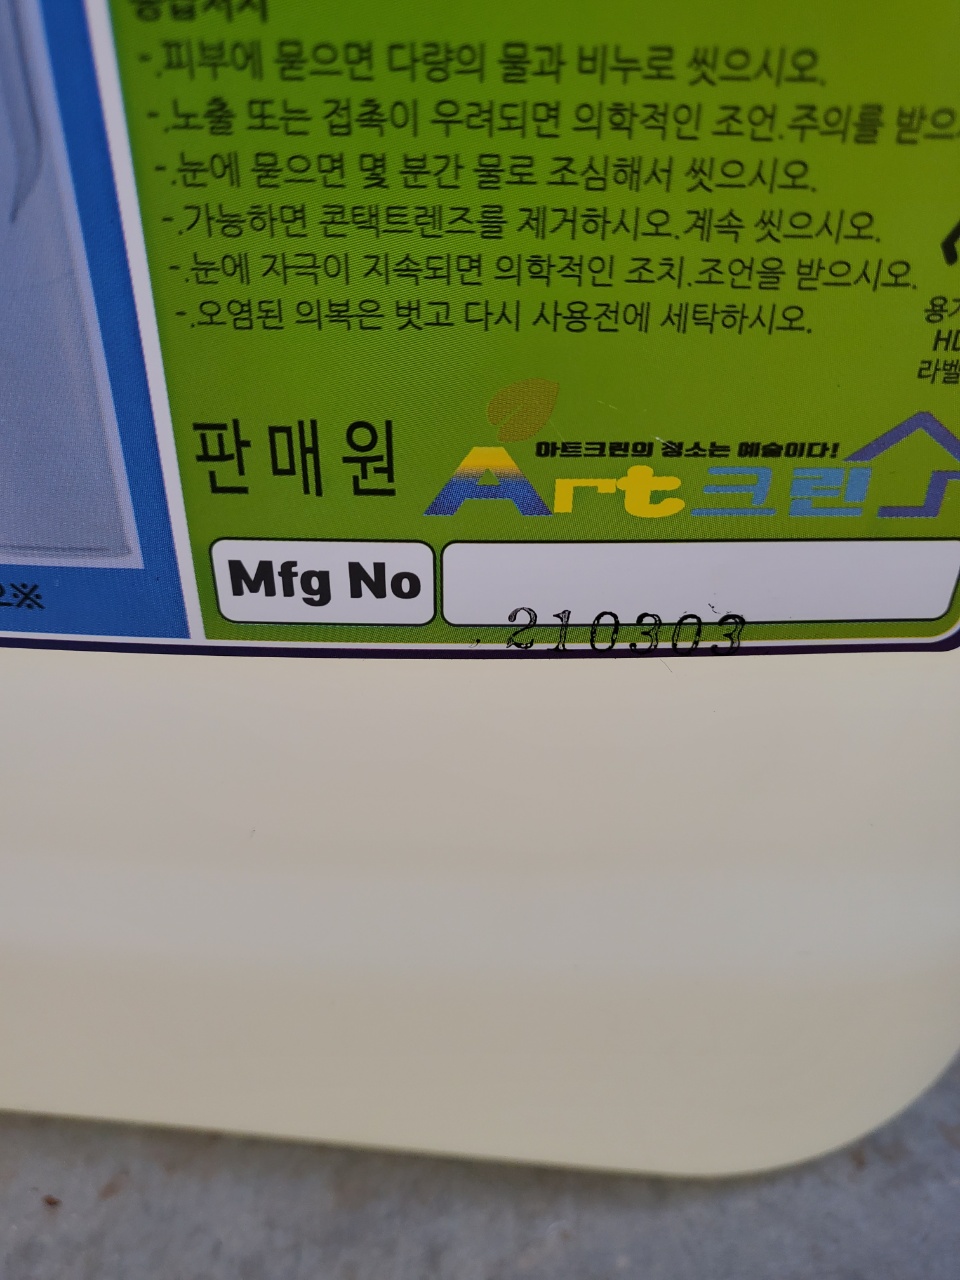 응급처치
-.피부에 묻으면 다량의 물과 비누로 씻으시오.
-.노출 또는 접촉이 우려되면 의학적인 조언.주의를 받으
-.눈에 묻으면 몇 분간 물로 조심해서 씻으시오.
-.가능하면 콘택트렌즈를 제거하시오.계속 씻으시오.
-.눈에 자극이 지속되면 의학적인 조치.조언을 받으시오.
-.오염된 의복은 벗고 다시 사용전에 세탁하시오.
용기
HD
라벨
판매원
아트크린의 청소는 예술이다!
Art크린
Mfg No
210303